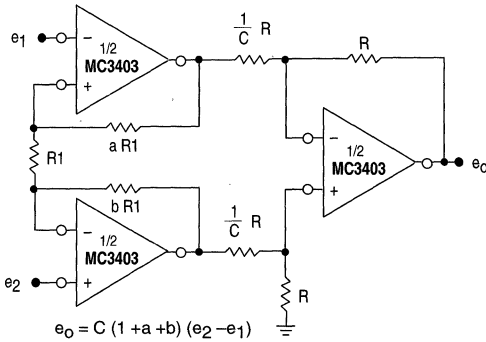 e1
−
1/2
MC3403
+
1/C R
R
a R1
R1
b R1
−
1/2
MC3403
+
e2
1/C R
−
1/2
MC3403
+
eo
R
eo = C (1 +a +b) (e2 –e1)